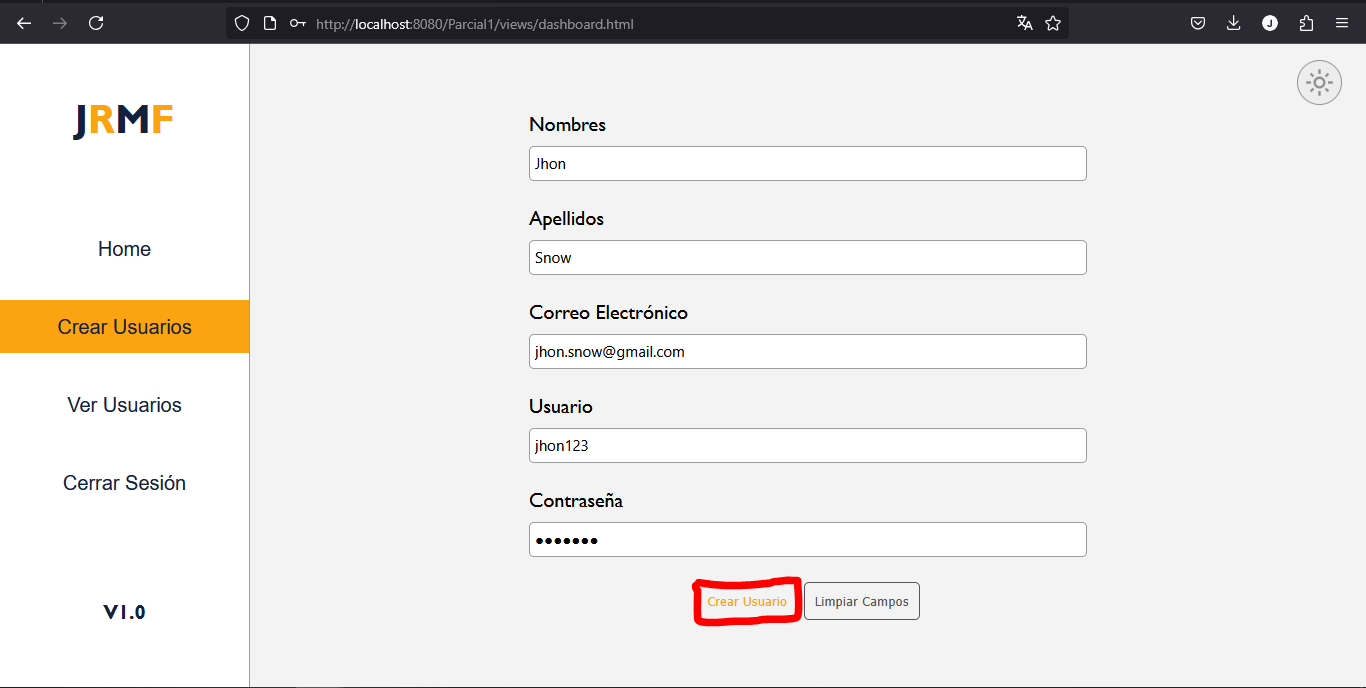 http://localhost:8080/Parcial1/views/dashboard.html
J
JRMF
Home
Crear Usuarios
Ver Usuarios
Cerrar Sesión
V1.0
Nombres
Jhon
Apellidos
Snow
Correo Electrónico
jhon.snow@gmail.com
Usuario
jhon123
Contraseña
•••••••
Crear Usuario
Limpiar Campos